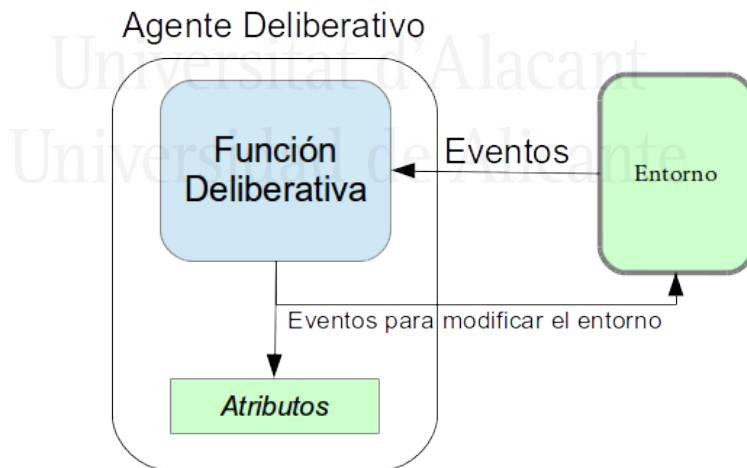 Agente Deliberativo
Universitat d'Alacant
Universidad de Alicante
Función
Deliberativa
Eventos
Entorno
Eventos para modificar el entorno
Atributos